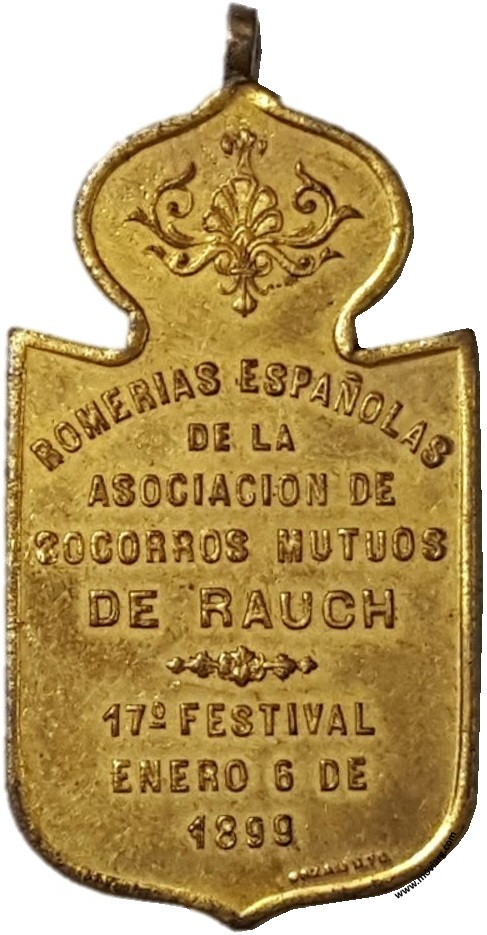 ROMERIAS ESPAÑOLAS
DE LA
ASOCIACION DE
SOCORROS MUTUOS
DE RAUCH
17º FESTIVAL
ENERO 6 DE
1899